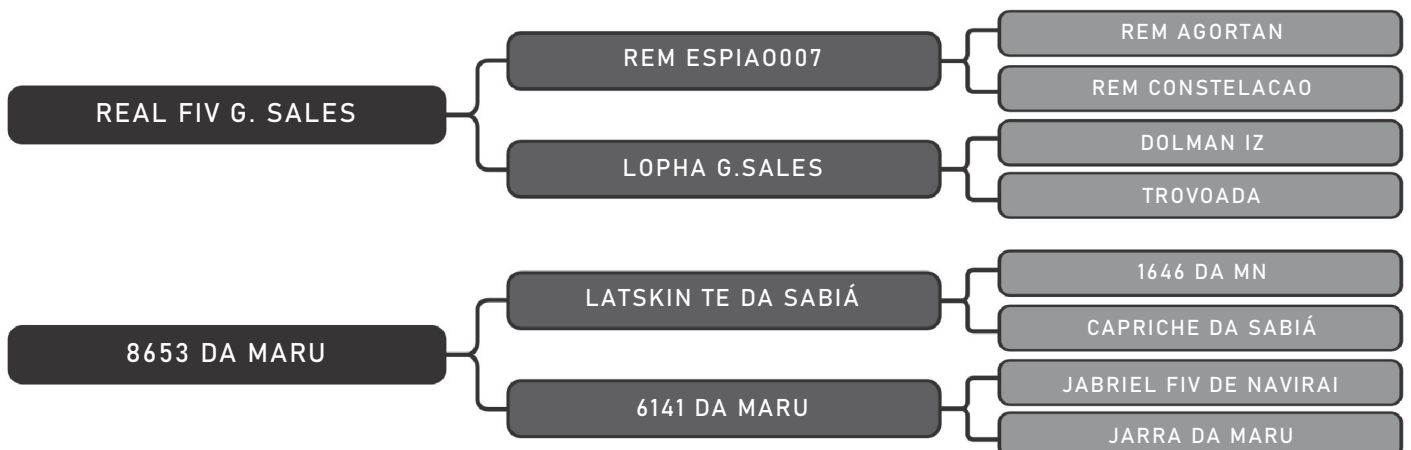 REAL FIV G. SALES
REM ESPIAO007
REM AGORTAN
REM CONSTELACAO
LOPHA G.SALES
DOLMAN IZ
TROVOADA
8653 DA MARU
LATSKIN TE DA SABIÁ
1646 DA MN
CAPRICHE DA SABIÁ
6141 DA MARU
JABRIEL FIV DE NAVIRAI
JARRA DA MARU